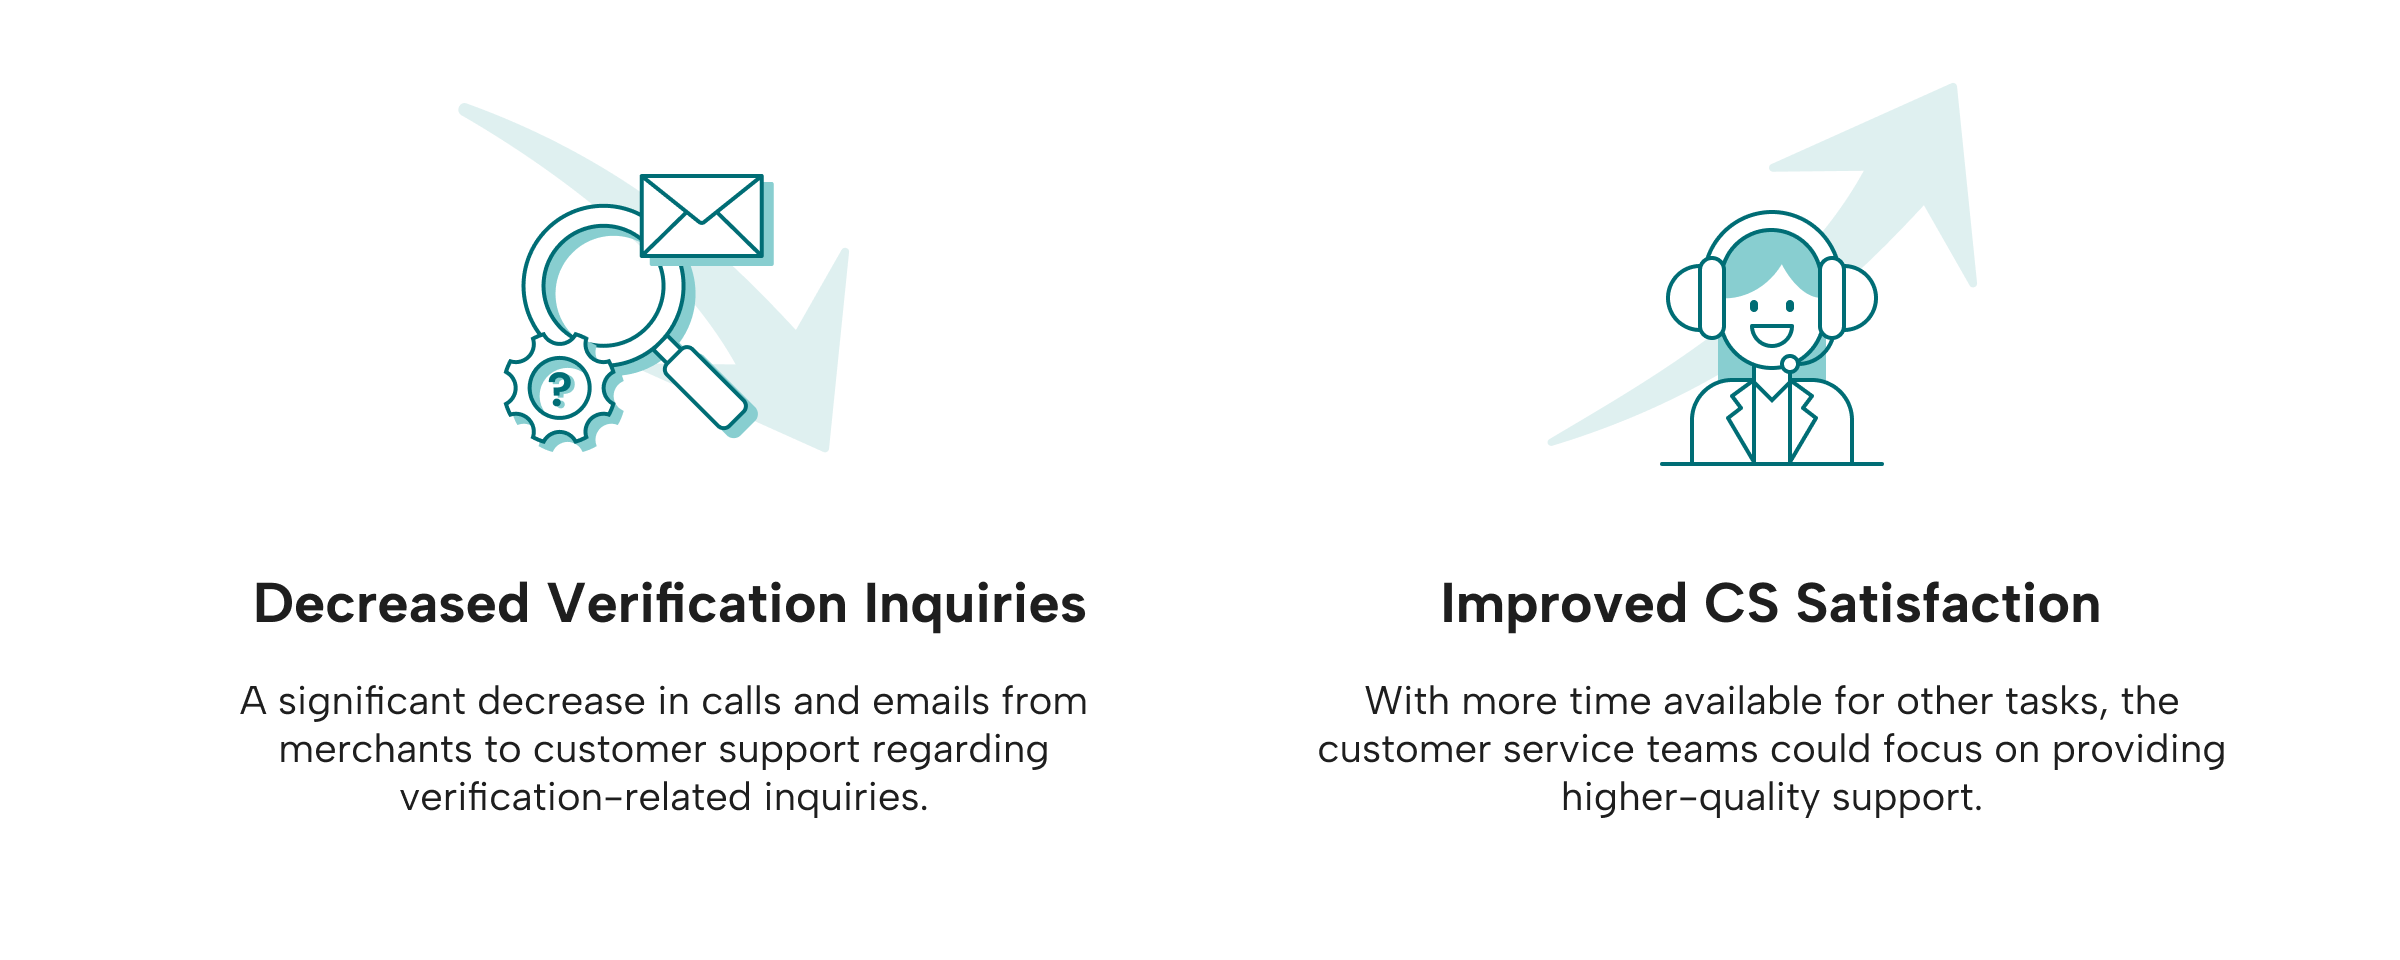 ?
Decreased Verification Inquiries
A significant decrease in calls and emails from
merchants to customer support regarding
verification-related inquiries.
Improved CS Satisfaction
With more time available for other tasks, the
customer service teams could focus on providing
higher-quality support.